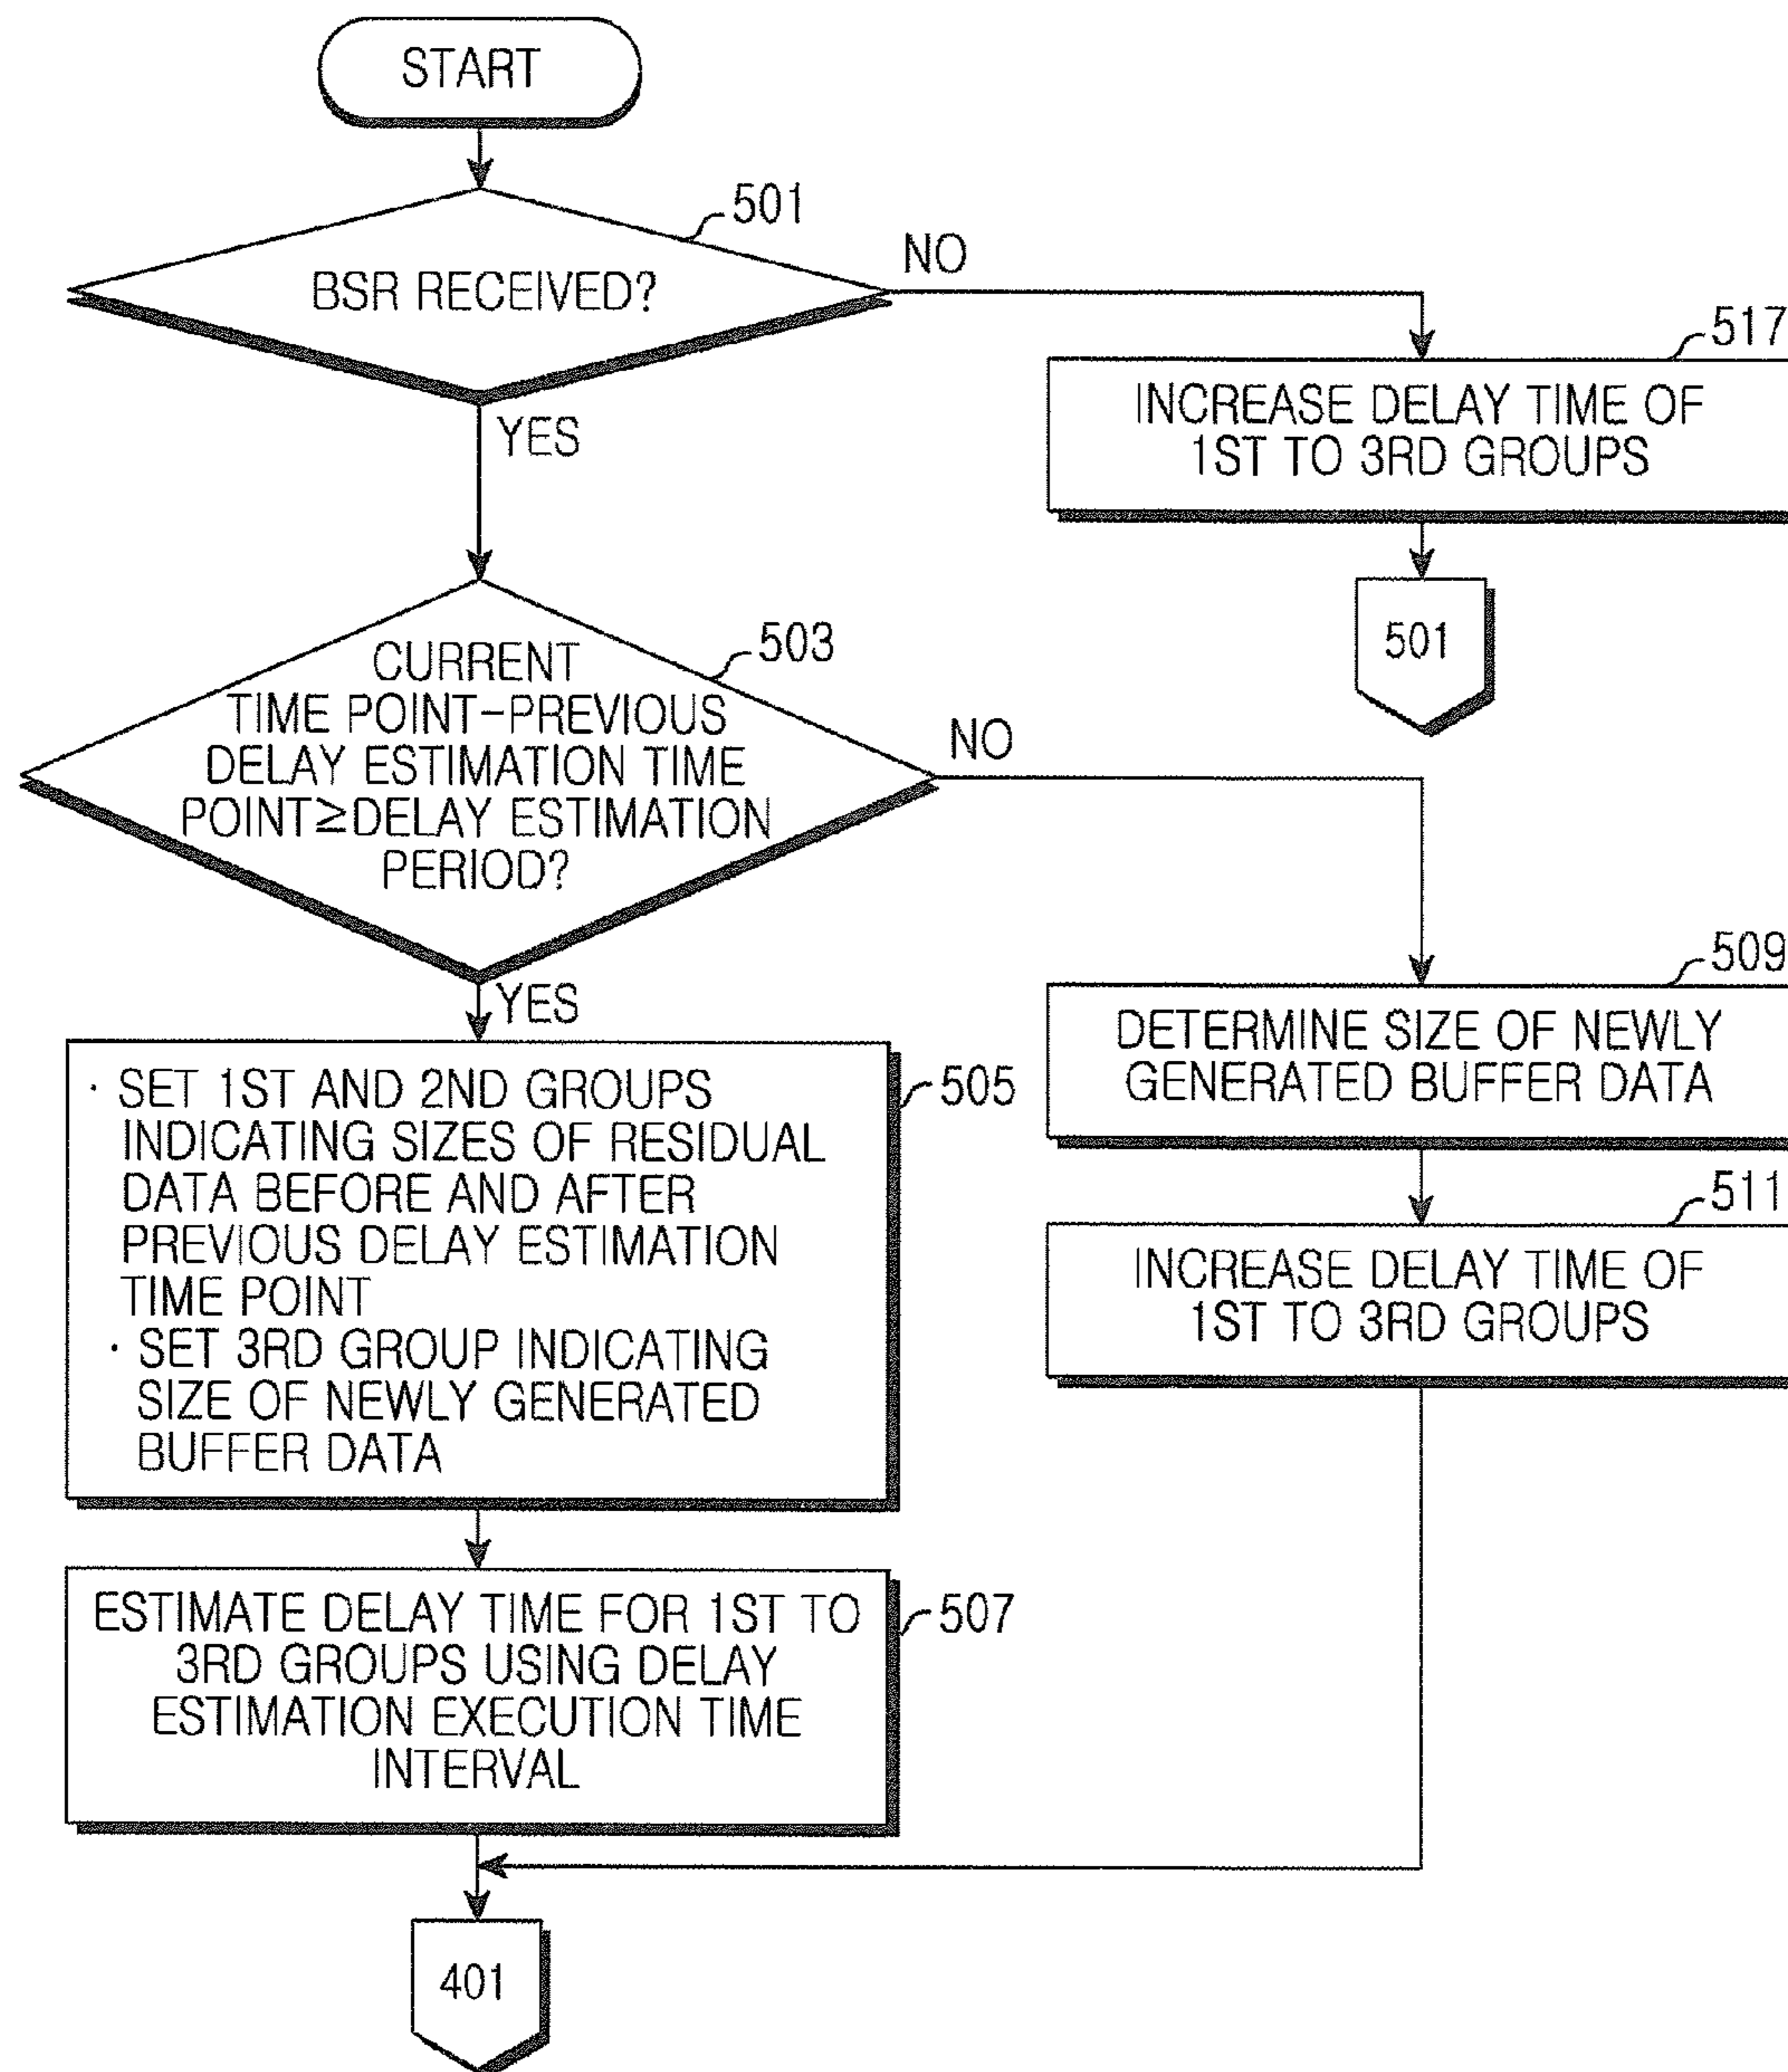 START
501
BSR RECEIVED?
NO
YES
517
INCREASE DELAY TIME OF
1ST TO 3RD GROUPS
501
503
CURRENT
TIME POINT-PREVIOUS
DELAY ESTIMATION TIME
POINT≥DELAY ESTIMATION
PERIOD?
NO
YES
505
· SET 1ST AND 2ND GROUPS
INDICATING SIZES OF RESIDUAL
DATA BEFORE AND AFTER
PREVIOUS DELAY ESTIMATION
TIME POINT
· SET 3RD GROUP INDICATING
SIZE OF NEWLY GENERATED
BUFFER DATA
509
DETERMINE SIZE OF NEWLY
GENERATED BUFFER DATA
511
INCREASE DELAY TIME OF
1ST TO 3RD GROUPS
507
ESTIMATE DELAY TIME FOR 1ST TO
3RD GROUPS USING DELAY
ESTIMATION EXECUTION TIME
INTERVAL
401